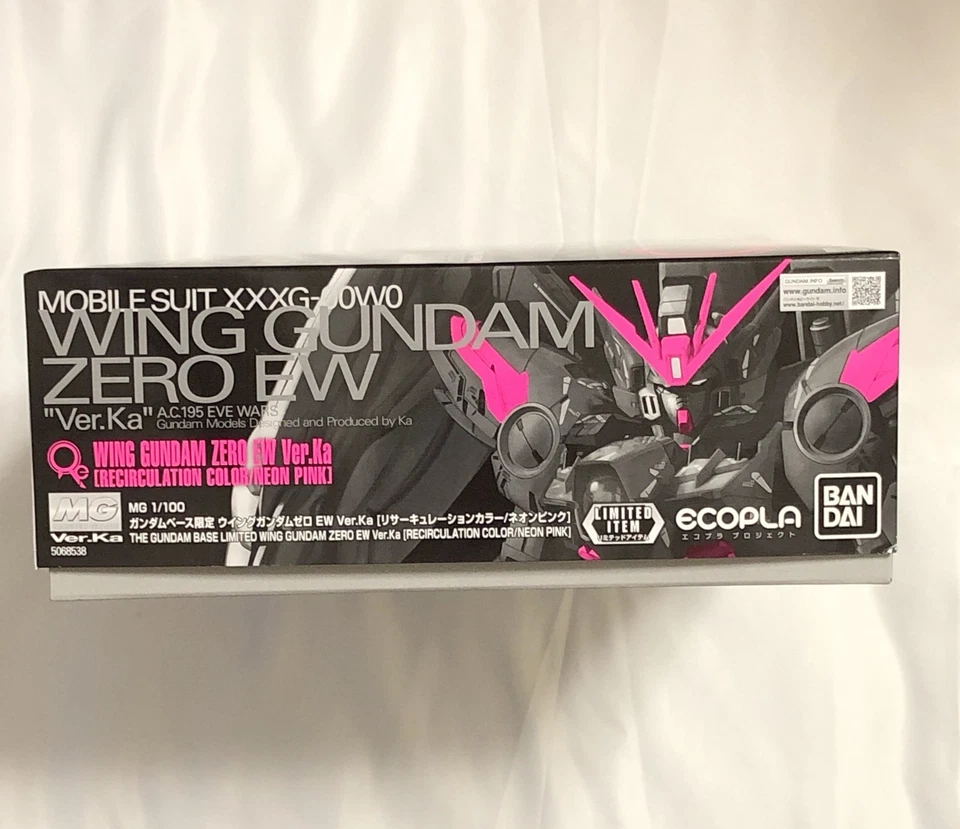 MOBILE SUIT XXXG-00W0
WING GUNDAM
ZERO EW
"Ver.Ka" A.C.195 EVE WARS
Gundam Models Designed and Produced by Ka
Re WING GUNDAM ZERO EW Ver.Ka
[RECIRCULATION COLOR/NEON PINK]
MG
Ver.Ka
5068538
MG 1/100
ガンダムベース限定 ウイングガンダムゼロ EW Ver.Ka [リサーキュレーションカラー/ネオンピンク]
THE GUNDAM BASE LIMITED WING GUNDAM ZERO EW Ver.Ka [RECIRCULATION COLOR/NEON PINK]
LIMITED
ITEM
リミテッドアイテム
ECOPLA
エコプラ プロジェクト
BAN
DAI
GUNDAM INFO
www.gundam.info
www.bandai-hobby.net/